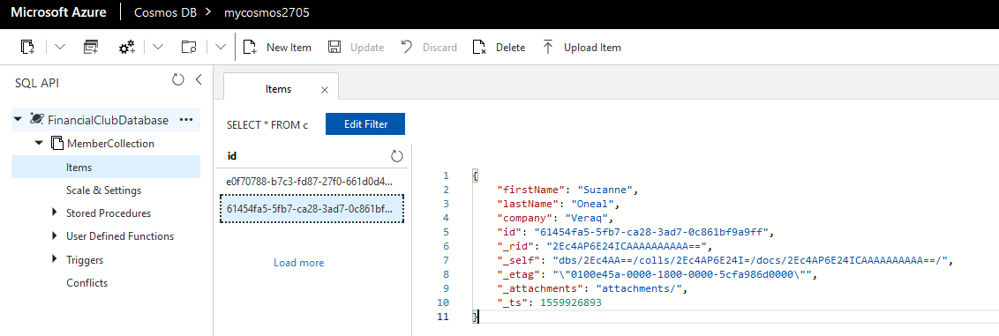 Microsoft Azure Cosmos DB > mycosmos2705
New Item Update Discard Delete Upload Item
SQL API
FinancialClubDatabase ...
MemberCollection
Items
Scale & Settings
Stored Procedures
User Defined Functions
Triggers
Conflicts
Items ×
SELECT * FROM c Edit Filter
id
e0f70788-b7c3-fd87-27f0-661d0d4...
61454fa5-5fb7-ca28-3ad7-0c861bf...
Load more
1 {
2 "firstName": "Suzanne",
3 "lastName": "Oneal",
4 "company": "Veraq",
5 "id": "61454fa5-5fb7-ca28-3ad7-0c861bf9a9ff",
6 "_rid": "2Ec4AP6E24ICAAAAAAAAAA==",
7 "_self": "dbs/2Ec4AA==/colls/2Ec4AP6E24I=/docs/2Ec4AP6E24ICAAAAAAAAAA==/",
8 "_etag": "\"0100e45a-0000-1800-0000-5cfa986d0000\"",
9 "_attachments": "attachments/",
10 "_ts": 1559926893
11 }